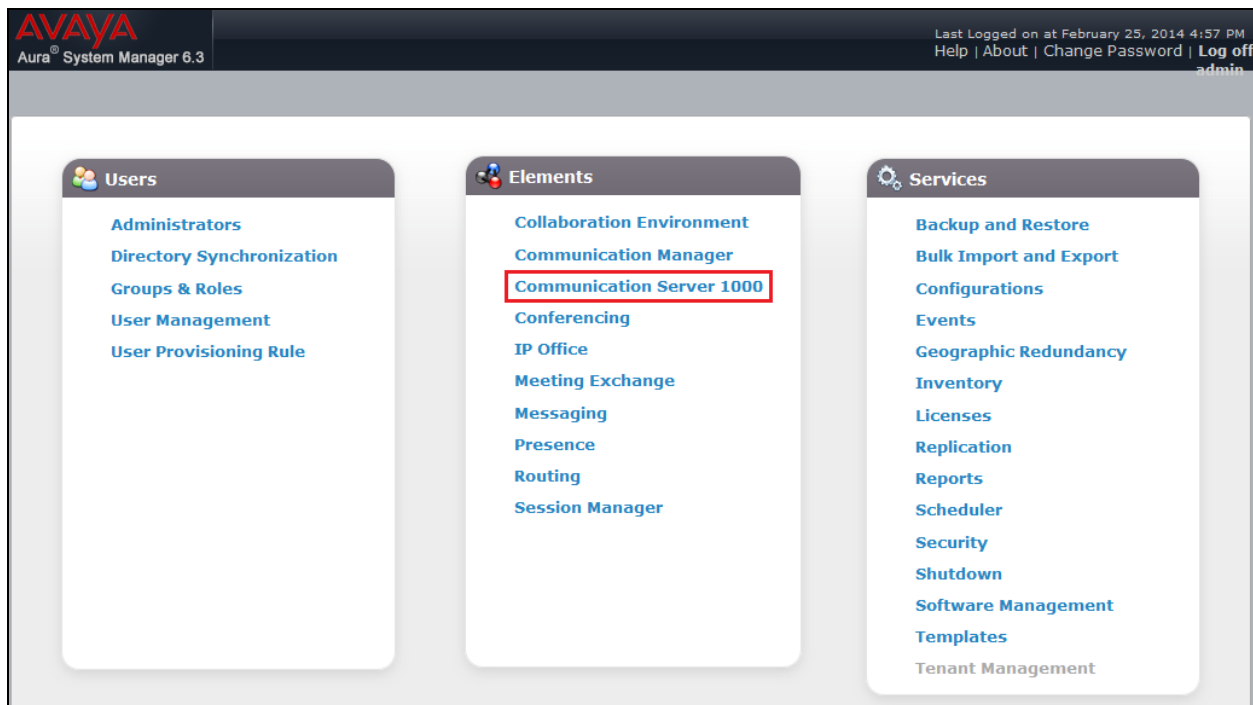 AVAYA
Aura® System Manager 6.3
Last Logged on at February 25, 2014 4:57 PM
Help | About | Change Password | Log off
admin
Users
Administrators
Directory Synchronization
Groups & Roles
User Management
User Provisioning Rule
Elements
Collaboration Environment
Communication Manager
Communication Server 1000
Conferencing
IP Office
Meeting Exchange
Messaging
Presence
Routing
Session Manager
Services
Backup and Restore
Bulk Import and Export
Configurations
Events
Geographic Redundancy
Inventory
Licenses
Replication
Reports
Scheduler
Security
Shutdown
Software Management
Templates
Tenant Management